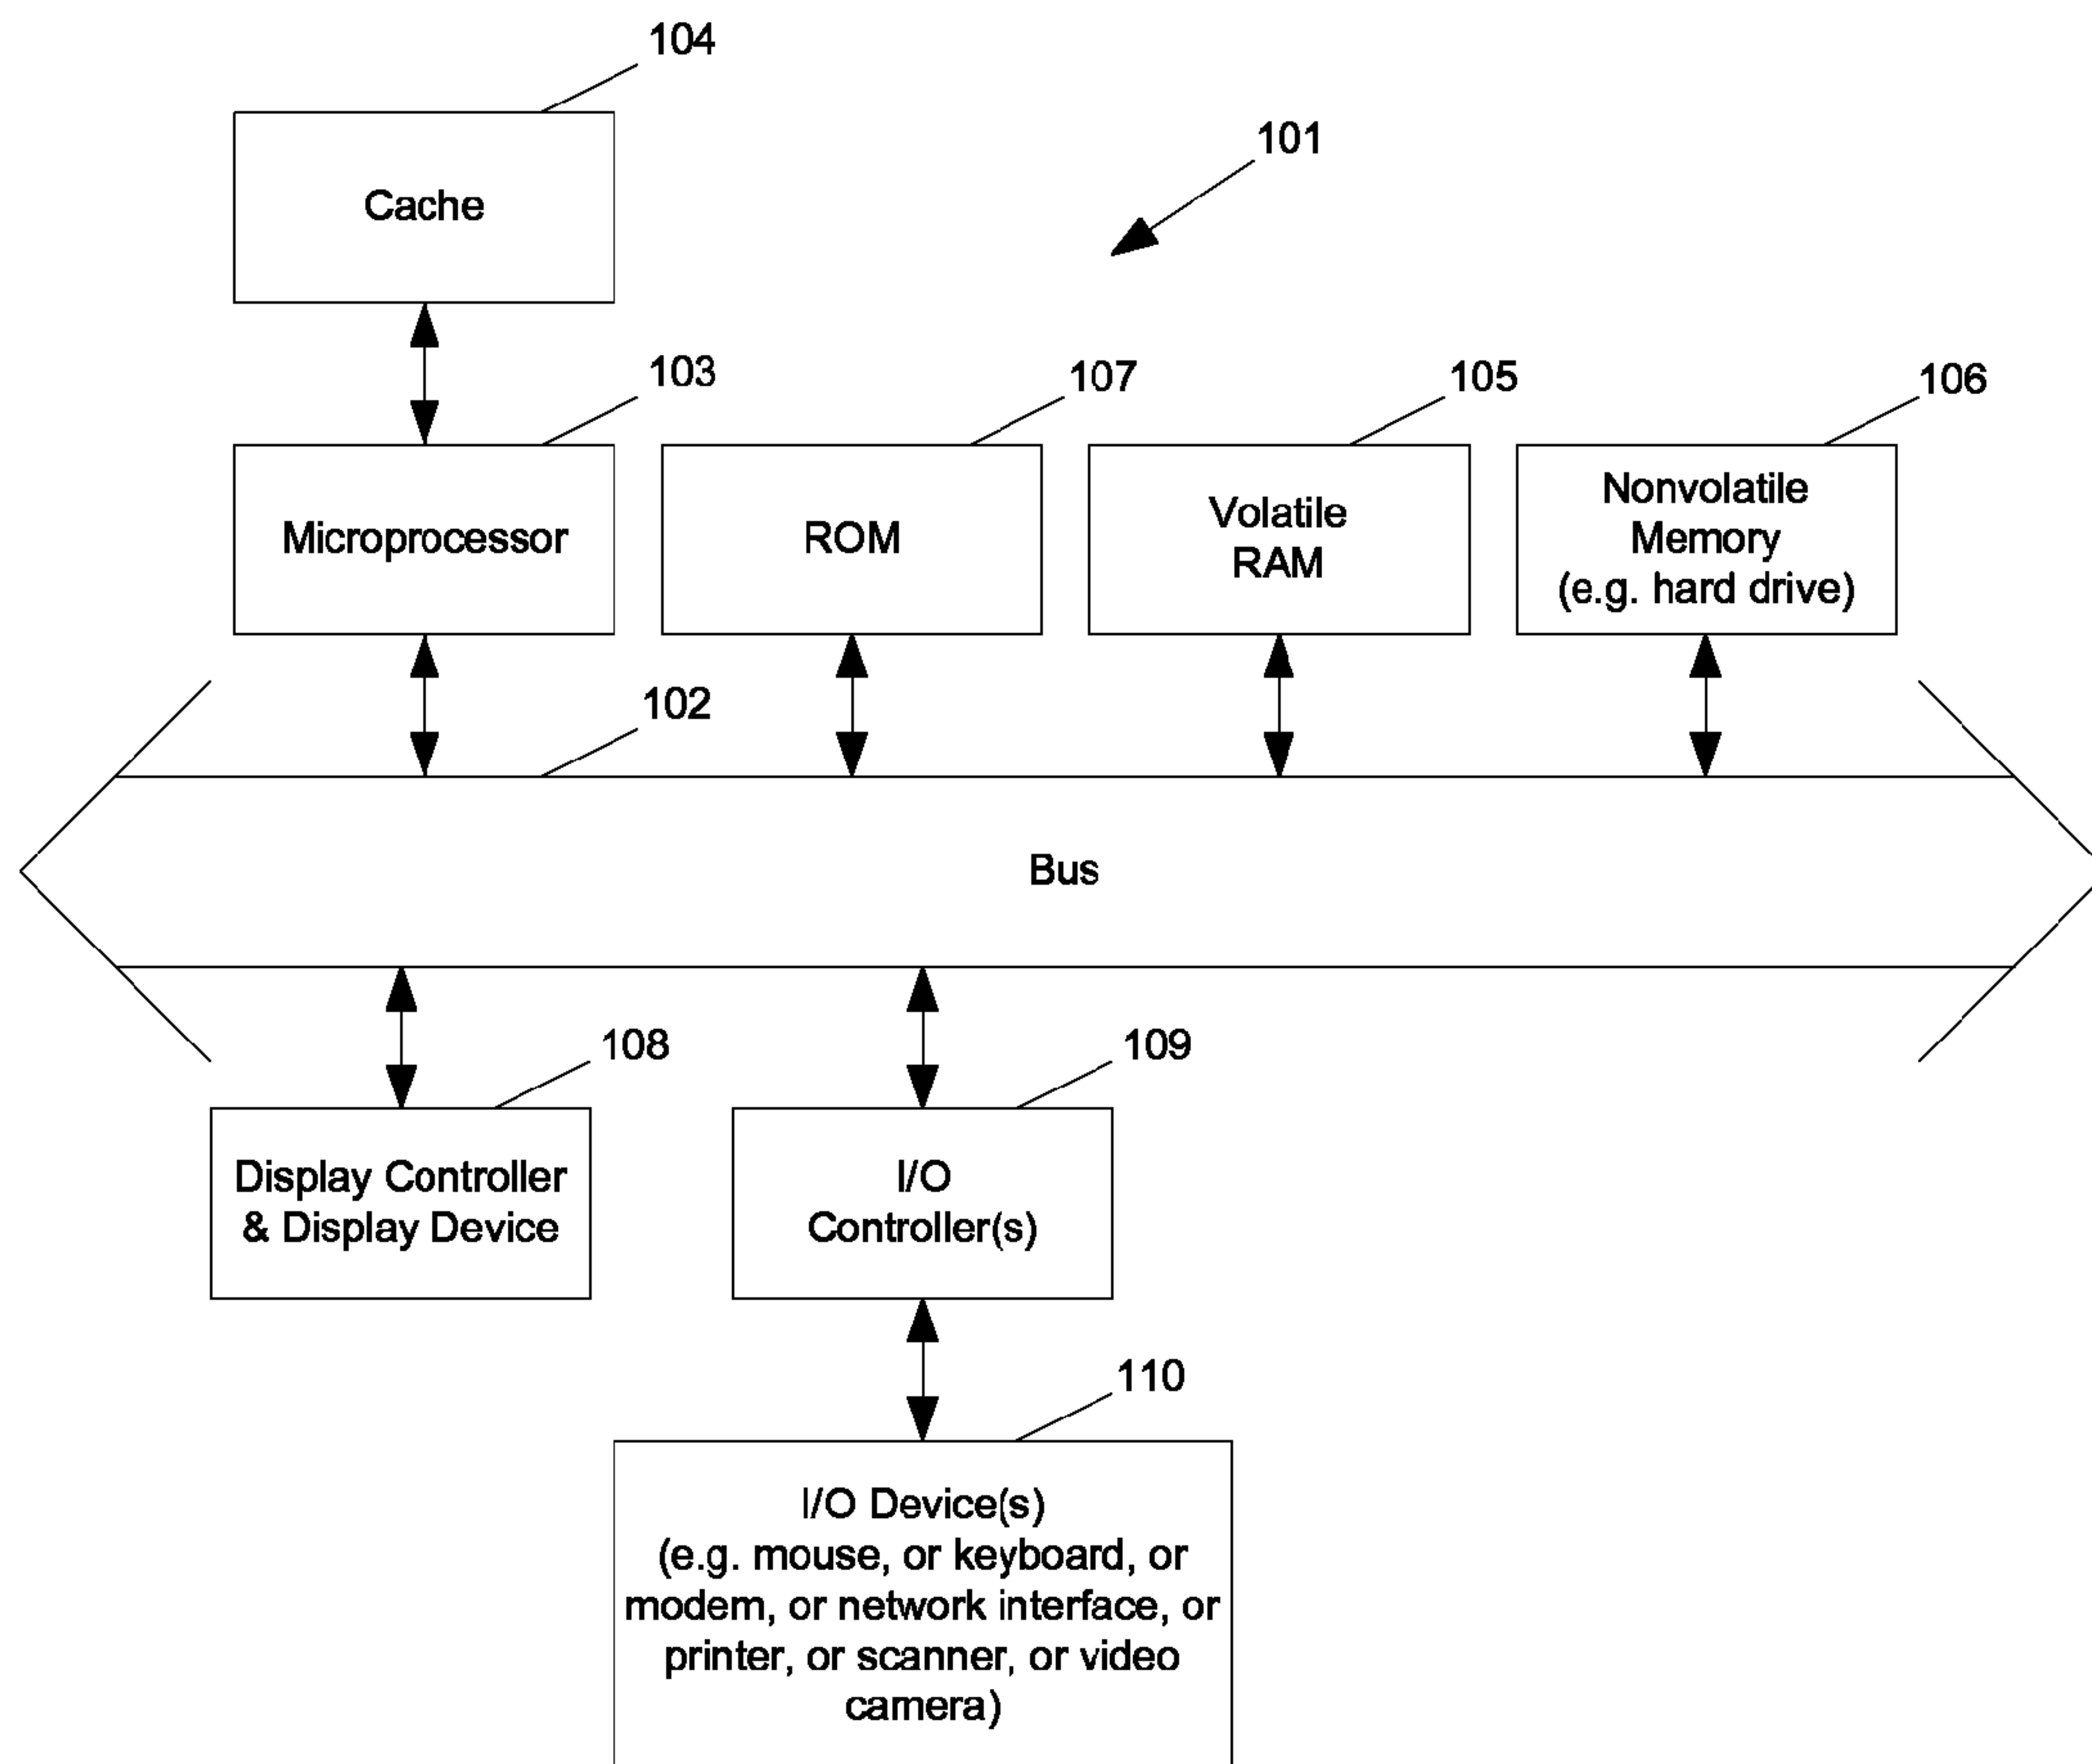 104
101
Cache
103
107
105
106
Microprocessor
ROM
Volatile
RAM
Nonvolatile
Memory
(e.g. hard drive)
102
Bus
108
109
Display Controller
& Display Device
I/O
Controller(s)
110
I/O Device(s)
(e.g. mouse, or keyboard, or
modem, or network interface, or
printer, or scanner, or video
camera)